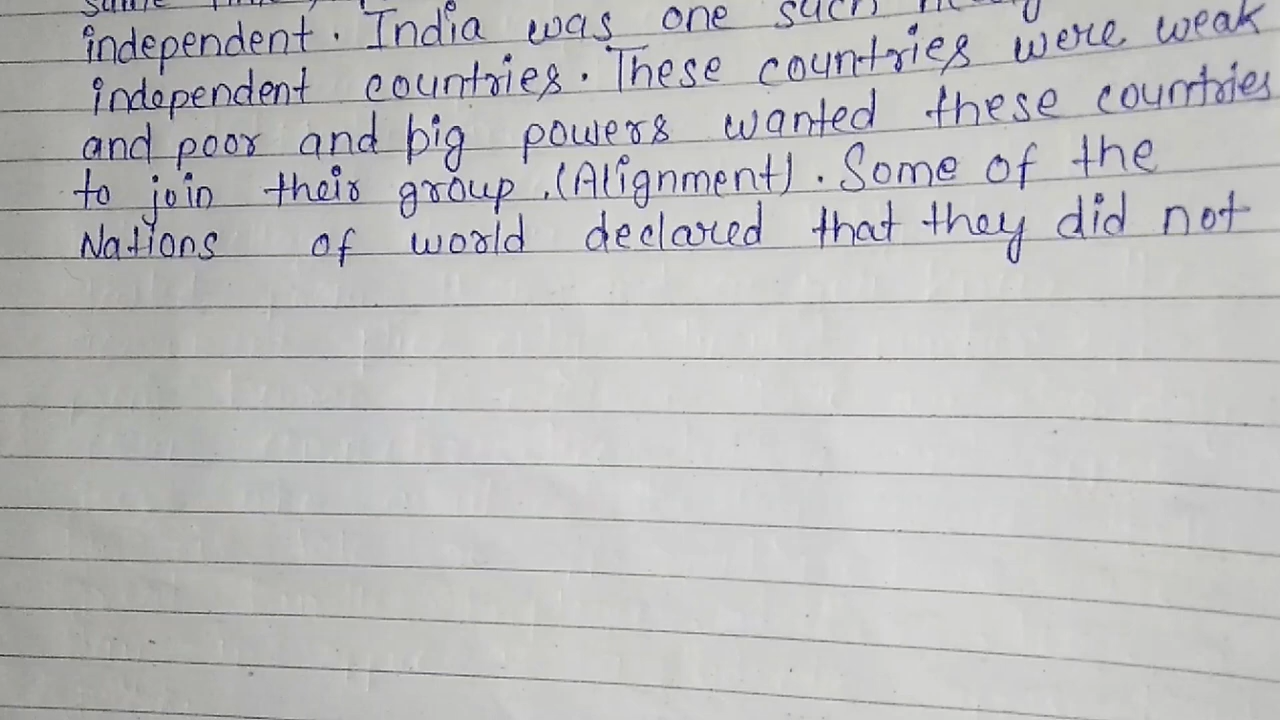 independent. India was one such
independent countries. These countries were weak
and poor and big powers wanted these countries
to join their group .(Alignment). Some of the
Nations of world declared that they did not